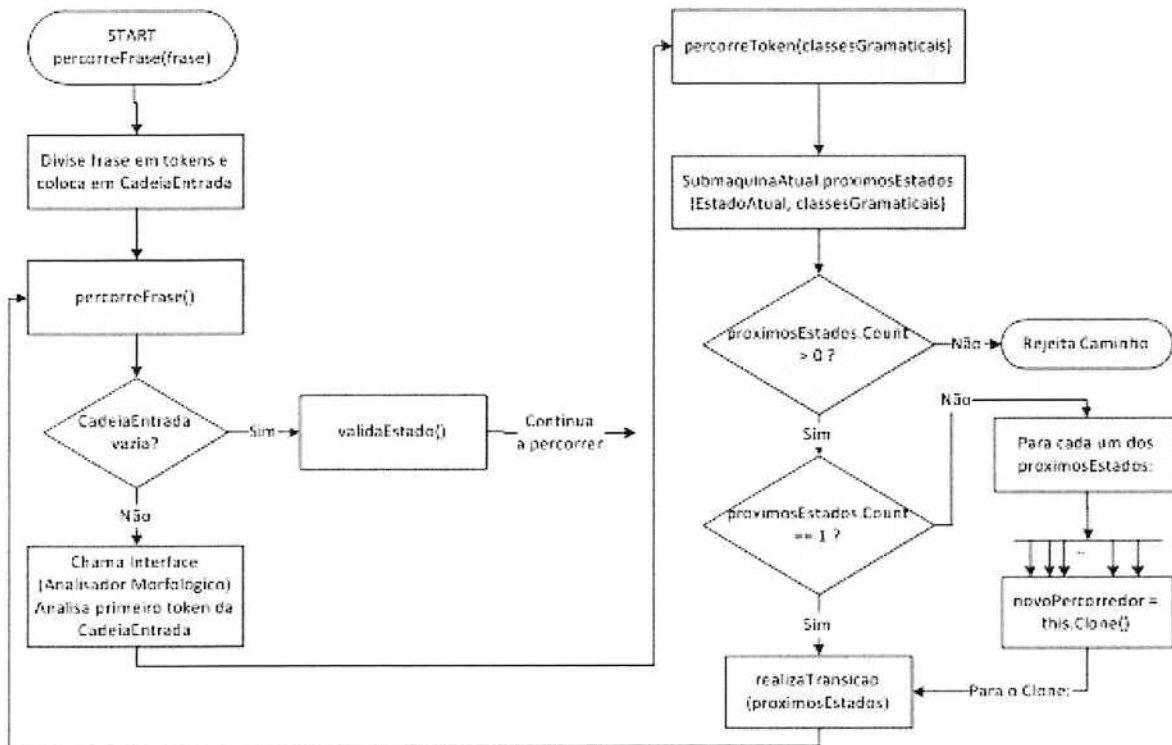 START
percorreFrase(frase)
Divise frase em tokens e
coloca em CadeiaEntrada
percorreFrase()
CadeiaEntrada
vazia?
Sim
validaEstado()
Continua
a percorrer
Não
Chama Interface
(Analisador Morfológico)
Analisa primeiro token da
CadeiaEntrada
percorreToken(classesGramaticais)
SubmaquinaAtual.proximosEstados
(EstadoAtual, classesGramaticais)
proximosEstados.Count
> 0 ?
Não
Rejeita Caminho
Sim
proximosEstados.Count
== 1 ?
Não
Para cada um dos
proximosEstados:
...
novoPercorredor =
this.Clone()
Sim
Para o Clone:
realizaTransicao
(proximosEstados)